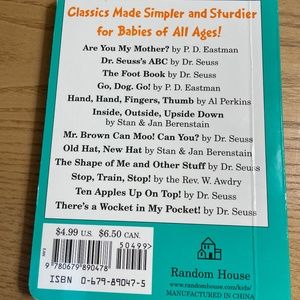 Classics Made Simpler and Sturdier
for Babies of All Ages!
Are You My Mother? by P. D. Eastman
Dr. Seuss's ABC by Dr. Seuss
The Foot Book by Dr. Seuss
Go, Dog. Go! by P. D. Eastman
Hand, Hand, Fingers, Thumb by Al Perkins
Inside, Outside, Upside Down
by Stan & Jan Berenstain
Mr. Brown Can Moo! Can You? by Dr. Seuss
Old Hat, New Hat by Stan & Jan Berenstain
The Shape of Me and Other Stuff by Dr. Seuss
Stop, Train, Stop! by the Rev. W. Awdry
Ten Apples Up On Top! by Dr. Seuss
There's a Wocket in My Pocket! by Dr. Seuss
$4.99 US. $6.50 CAN.
50499>
9 780679 890478
ISBN 0-679-89047-5
Random House
www.randomhouse.com/kids/
MANUFACTURED IN CHINA